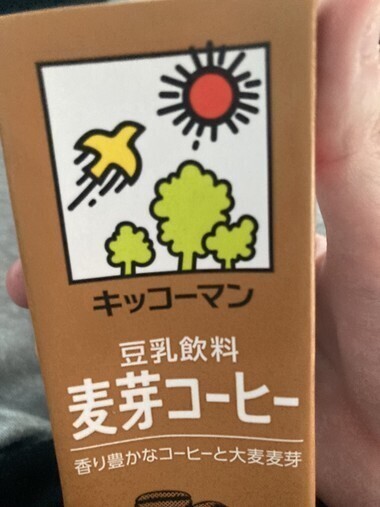 キッコーマン
豆乳飲料
麦芽コーヒー
香り豊かなコーヒーと大麦麦芽